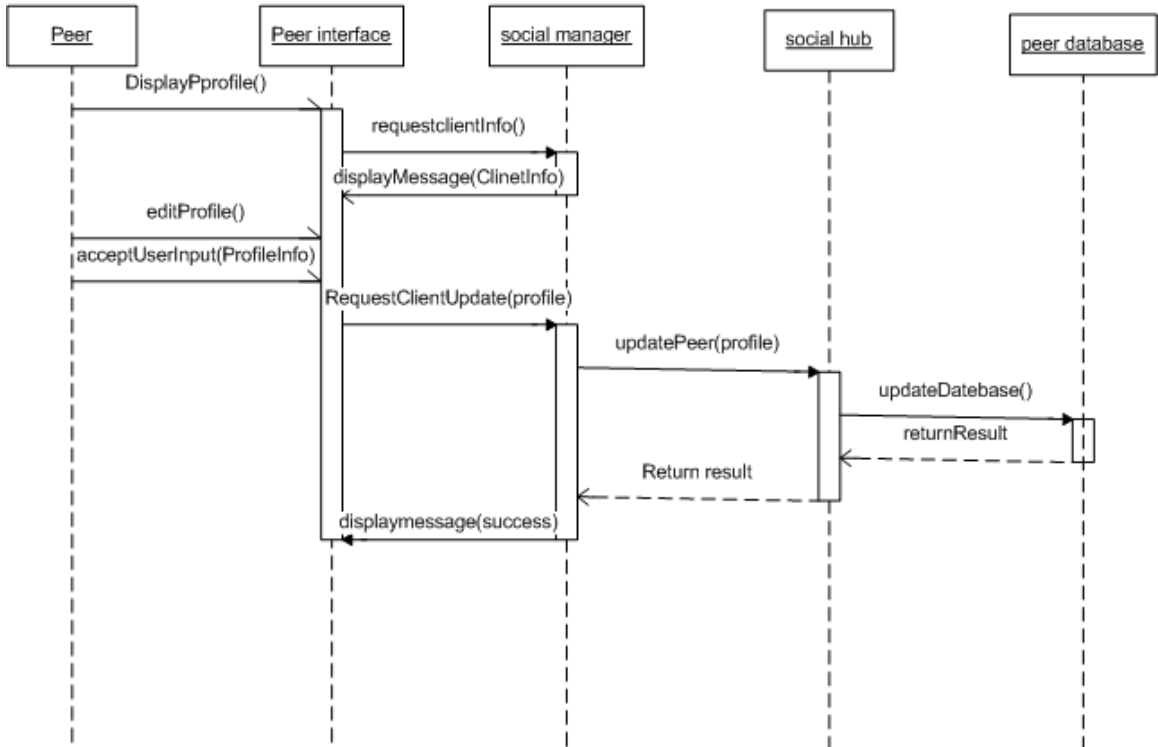 Peer
Peer interface
social manager
social hub
peer database
DisplayPprofile()
requestclientInfo()
displayMessage(ClinetInfo)
editProfile()
acceptUserInput(ProfileInfo)
RequestClientUpdate(profile)
updatePeer(profile)
updateDatebase()
returnResult
Return result
displaymessage(success)